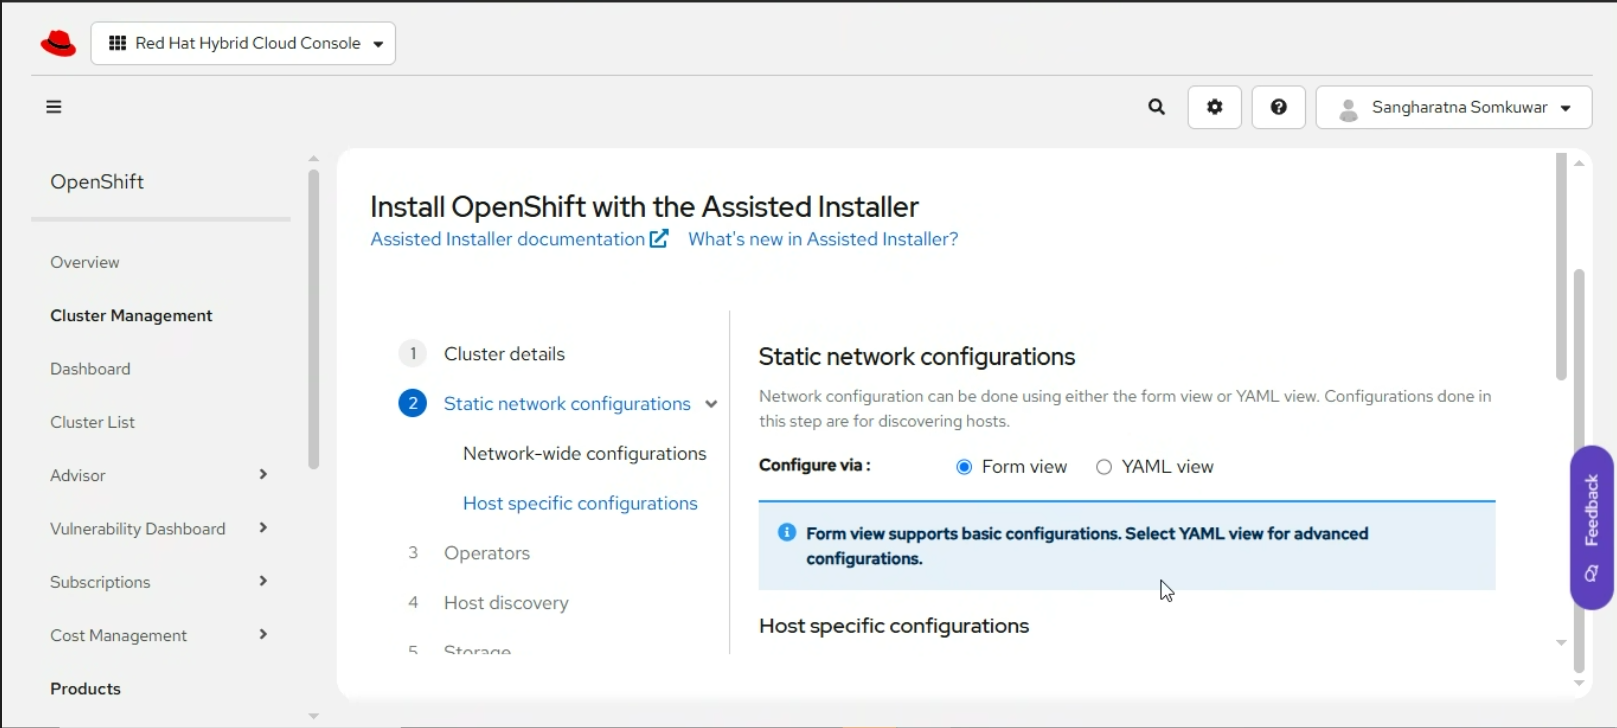 Red Hat Hybrid Cloud Console
Sangharatna Somkuwar
OpenShift
Overview
Cluster Management
Dashboard
Cluster List
Advisor
Vulnerability Dashboard
Subscriptions
Cost Management
Products
Install OpenShift with the Assisted Installer
Assisted Installer documentation What's new in Assisted Installer?
1 Cluster details
2 Static network configurations
Network-wide configurations
Host specific configurations
3 Operators
4 Host discovery
5 Storage
Static network configurations
Network configuration can be done using either the form view or YAML view. Configurations done in
this step are for discovering hosts.
Configure via : Form view YAML view
Form view supports basic configurations. Select YAML view for advanced
configurations.
Host specific configurations
Feedback